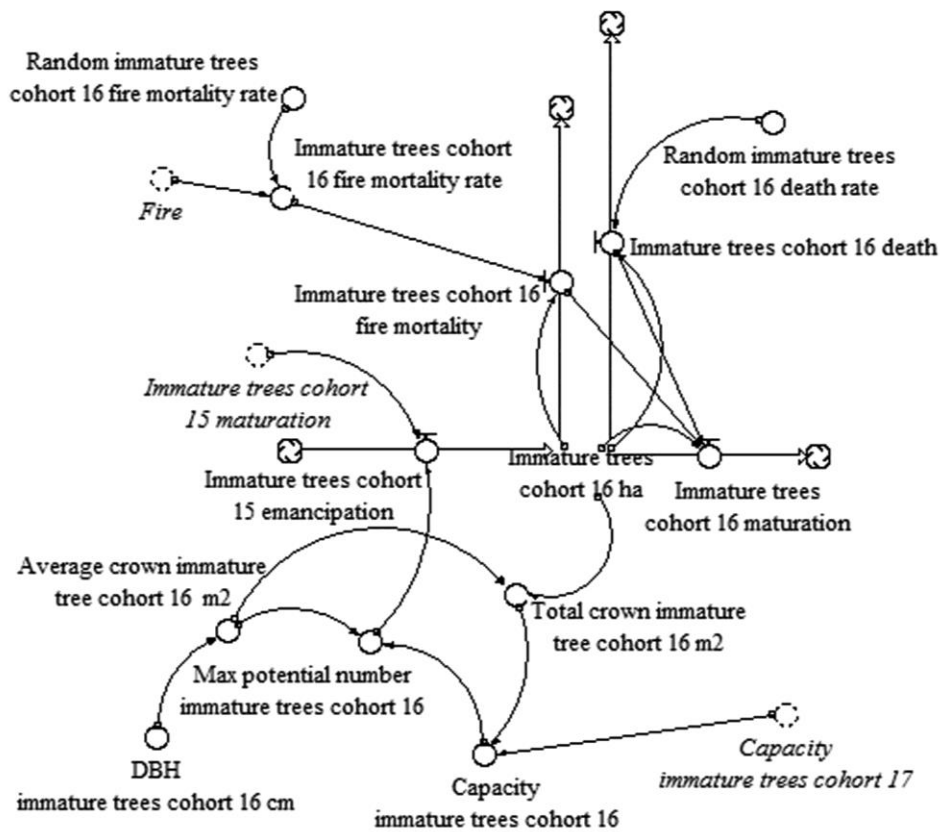 Random immature trees
cohort 16 fire mortality rate
Immature trees cohort
16 fire mortality rate
Random immature trees
cohort 16 death rate
Fire
Immature trees cohort 16 death
Immature trees cohort 16
fire mortality
Immature trees cohort
15 maturation
Immature trees cohort
15 emancipation
Immature trees
cohort 16 ha
Immature trees
cohort 16 maturation
Average crown immature
tree cohort 16 m2
Total crown immature
tree cohort 16 m2
Max potential number
immature trees cohort 16
DBH
immature trees cohort 16 cm
Capacity
immature trees cohort 16
Capacity
immature trees cohort 17